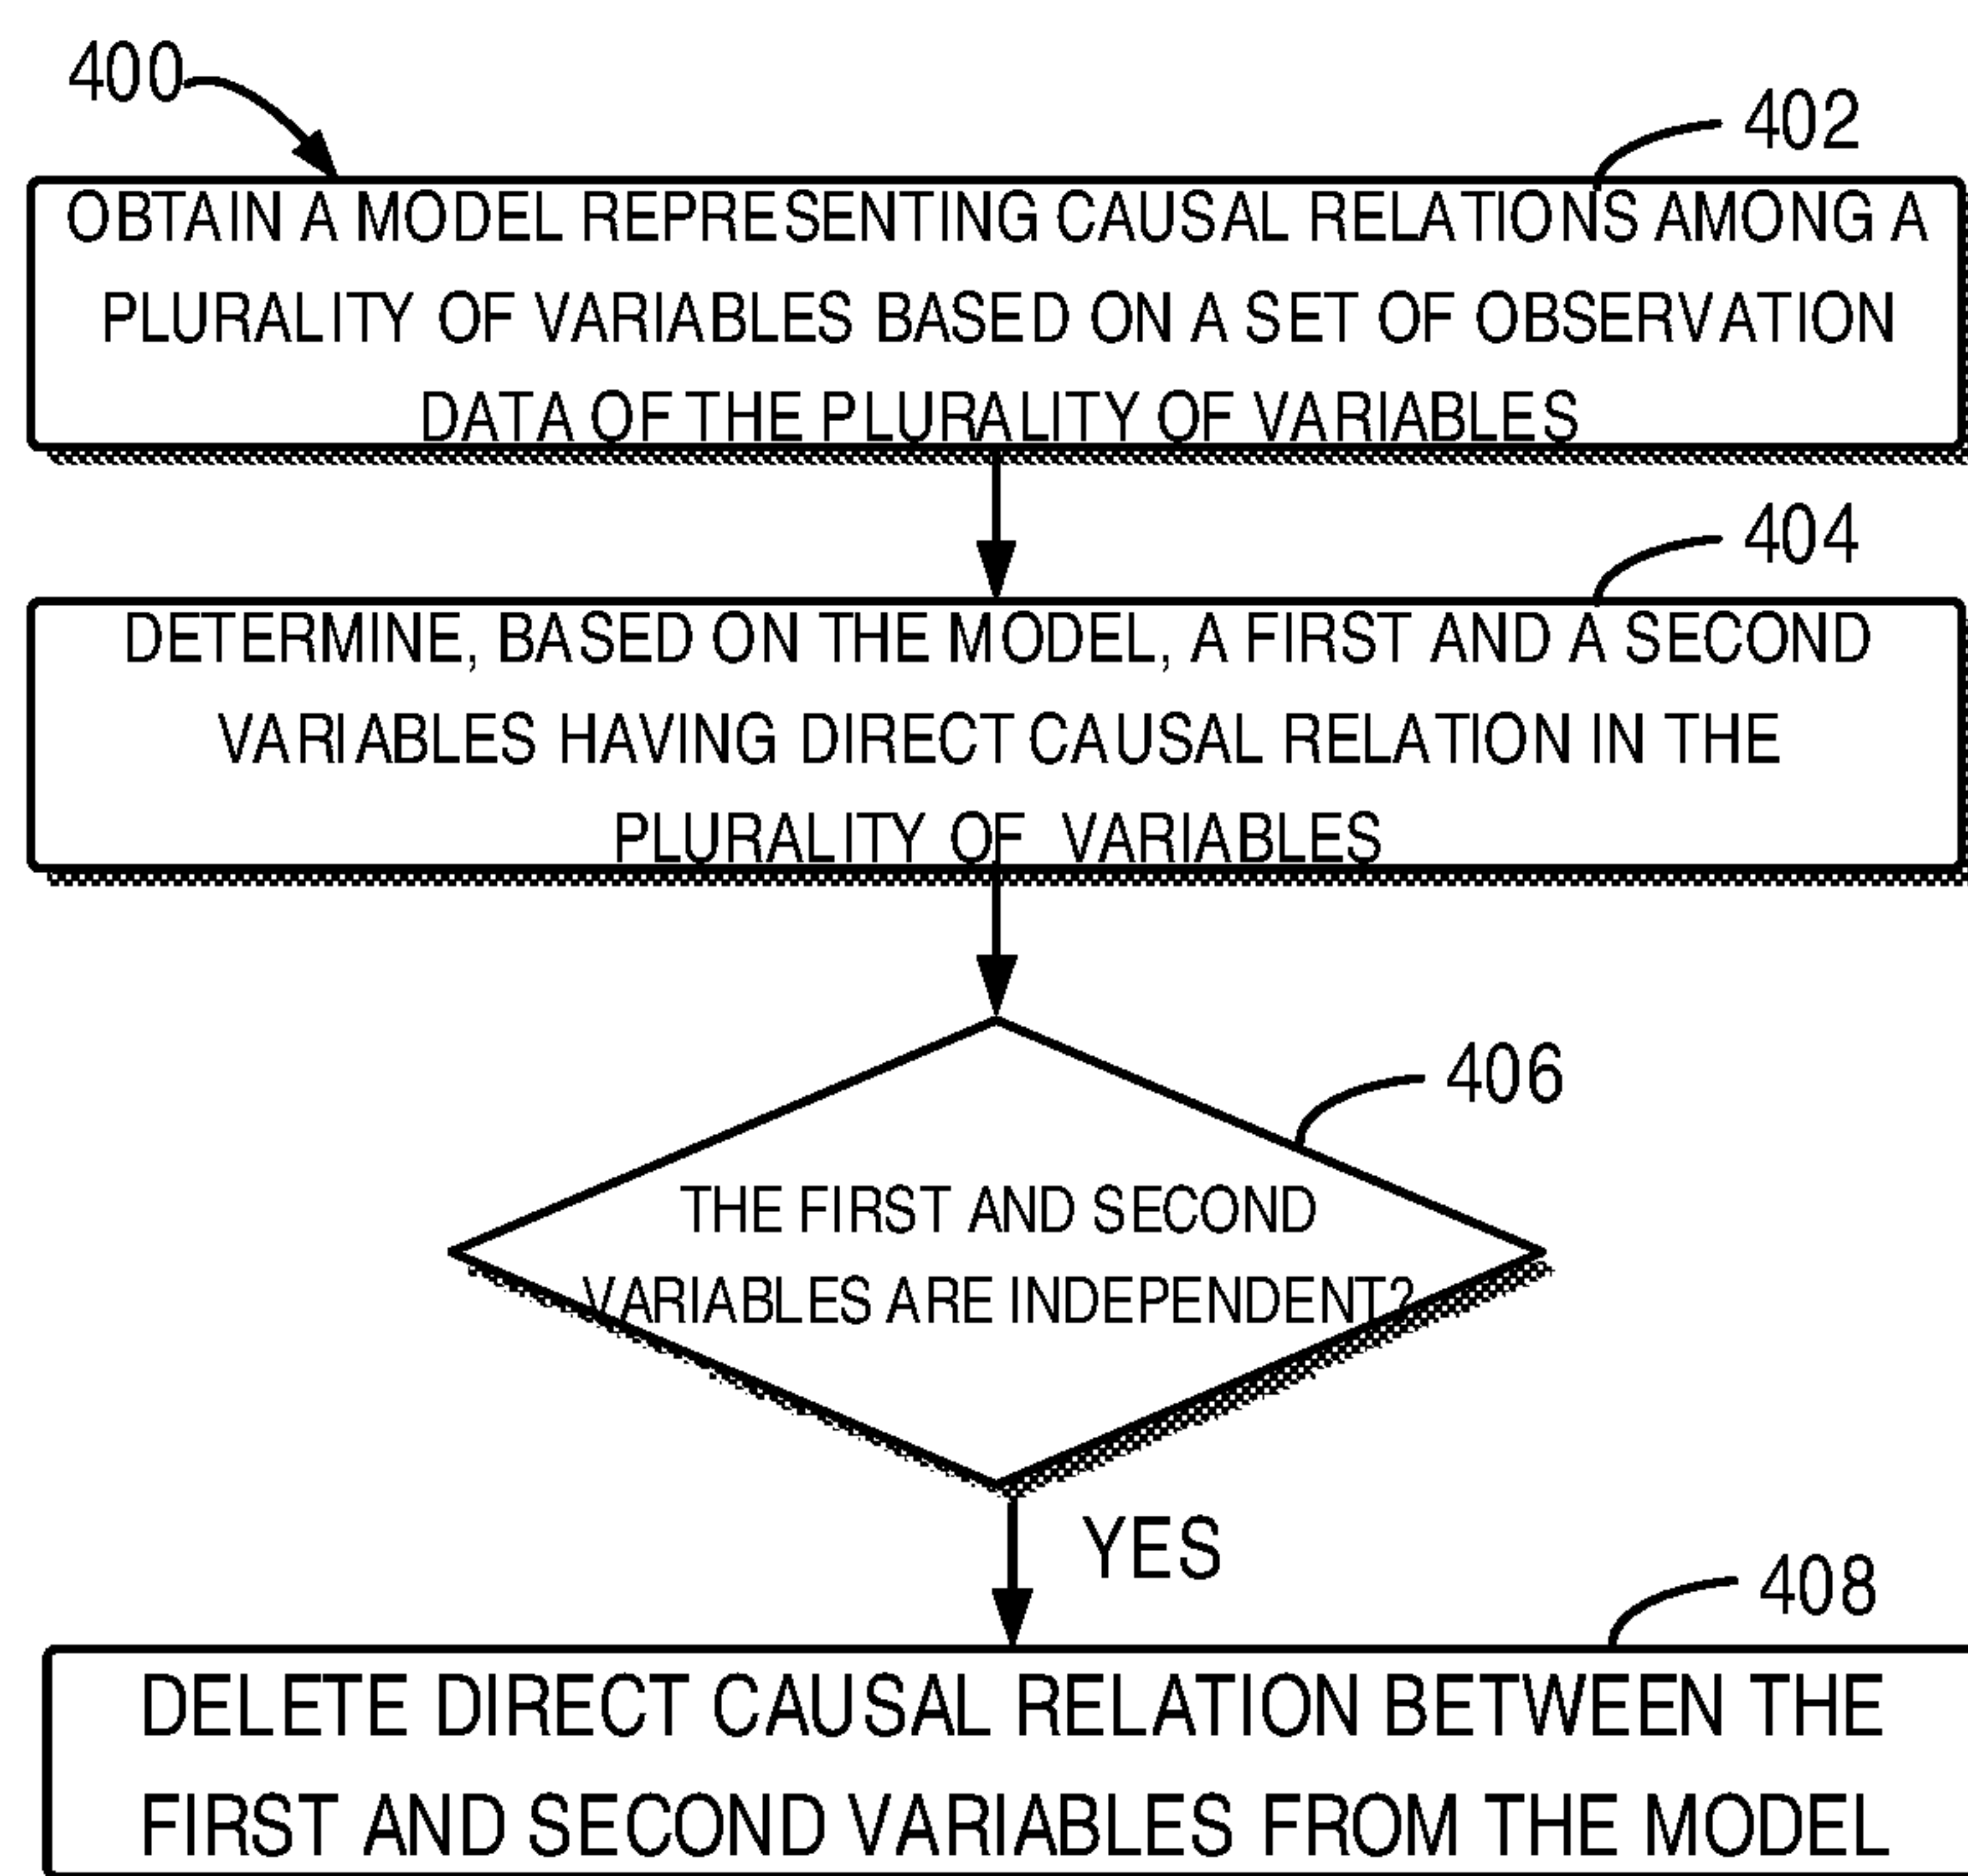 400
402
OBTAIN A MODEL REPRESENTING CAUSAL RELATIONS AMONG A
PLURALITY OF VARIABLES BASED ON A SET OF OBSERVATION
DATA OF THE PLURALITY OF VARIABLES
404
DETERMINE, BASED ON THE MODEL, A FIRST AND A SECOND
VARIABLES HAVING DIRECT CAUSAL RELATION IN THE
PLURALITY OF VARIABLES
406
THE FIRST AND SECOND
VARIABLES ARE INDEPENDENT?
YES
408
DELETE DIRECT CAUSAL RELATION BETWEEN THE
FIRST AND SECOND VARIABLES FROM THE MODEL